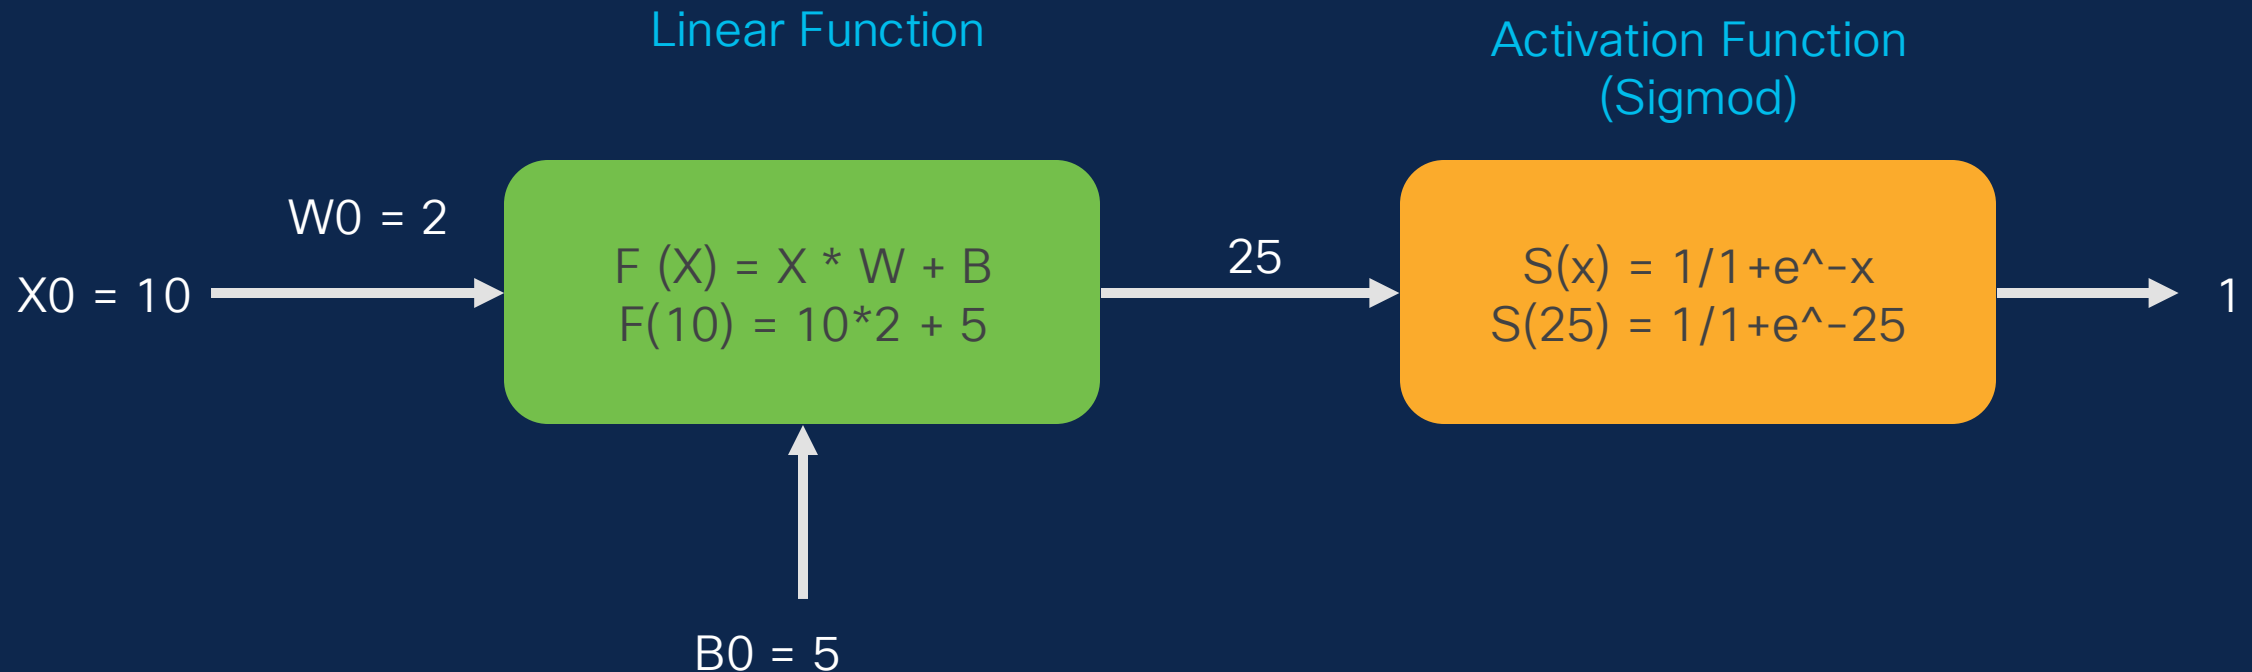 Linear Function
Activation Function
(Sigmod)
W0 = 2
X0 = 10
F (X) = X * W + B
F(10) = 10*2 + 5
25
S(x) = 1/1+e^-x
S(25) = 1/1+e^-25
1
B0 = 5